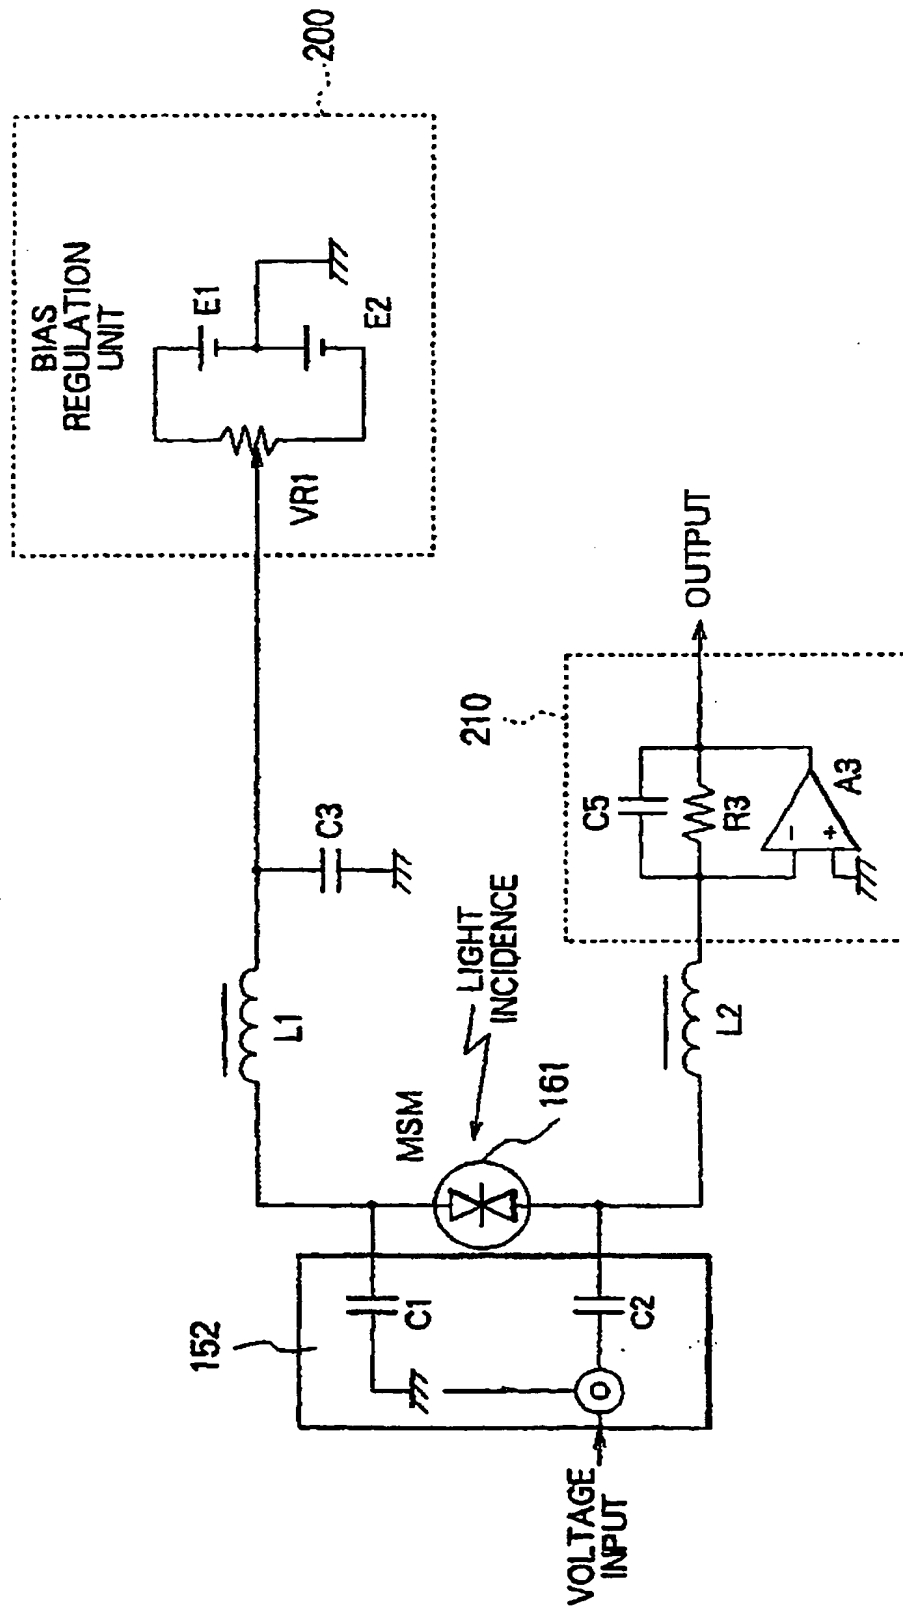 BIAS
REGULATION
UNIT
200
E1
E2
VR1
C3
L1
MSM
LIGHT
INCIDENCE
161
210
C5
R3
A3
-
+
OUTPUT
L2
152
C1
C2
VOLTAGE
INPUT